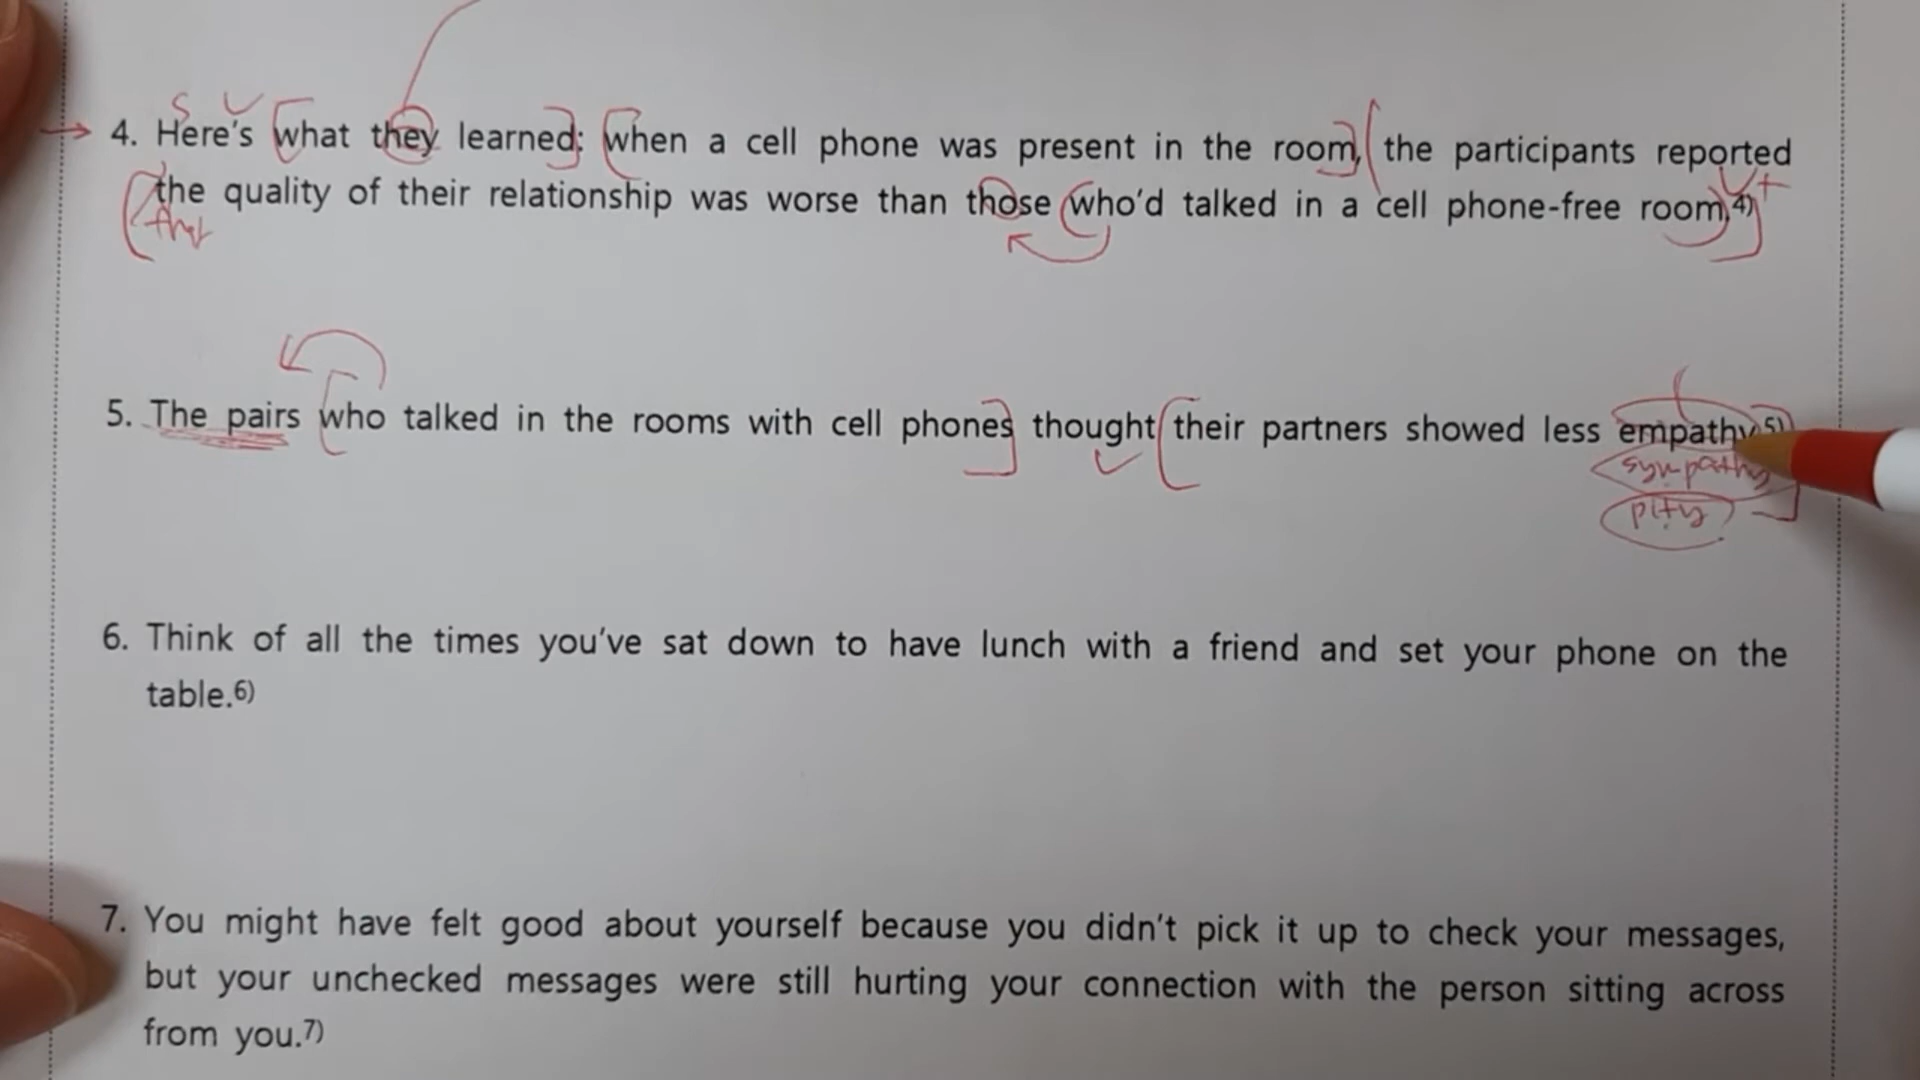 S V
4. Here's what they learned: when a cell phone was present in the room, the participants reported
the quality of their relationship was worse than those who'd talked in a cell phone-free room.4)
that
5. The pairs who talked in the rooms with cell phones thought their partners showed less empathy.5)
sympathy
pity
6. Think of all the times you've sat down to have lunch with a friend and set your phone on the
table.6)
7. You might have felt good about yourself because you didn't pick it up to check your messages,
but your unchecked messages were still hurting your connection with the person sitting across
from you.7)